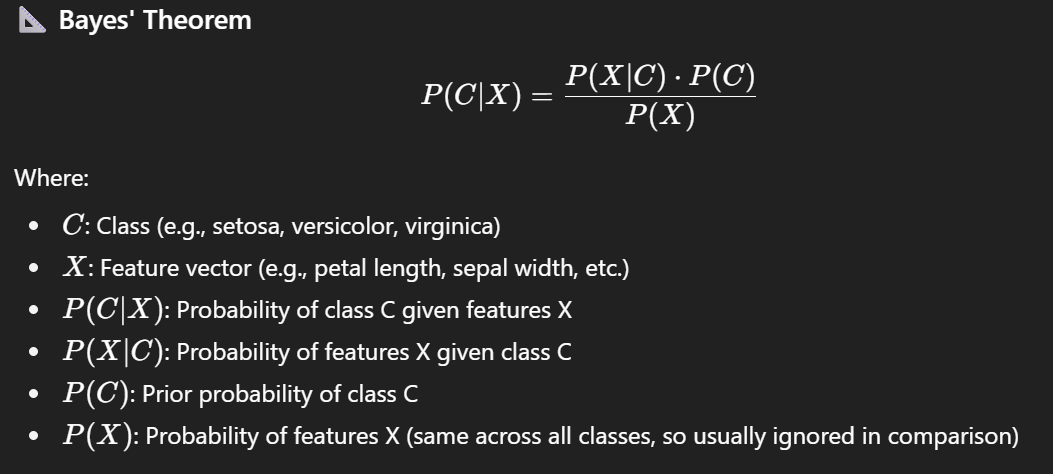 📐 Bayes' Theorem
P(C|X) = P(X|C) · P(C) / P(X)
Where:
• C: Class (e.g., setosa, versicolor, virginica)
• X: Feature vector (e.g., petal length, sepal width, etc.)
• P(C|X): Probability of class C given features X
• P(X|C): Probability of features X given class C
• P(C): Prior probability of class C
• P(X): Probability of features X (same across all classes, so usually ignored in comparison)